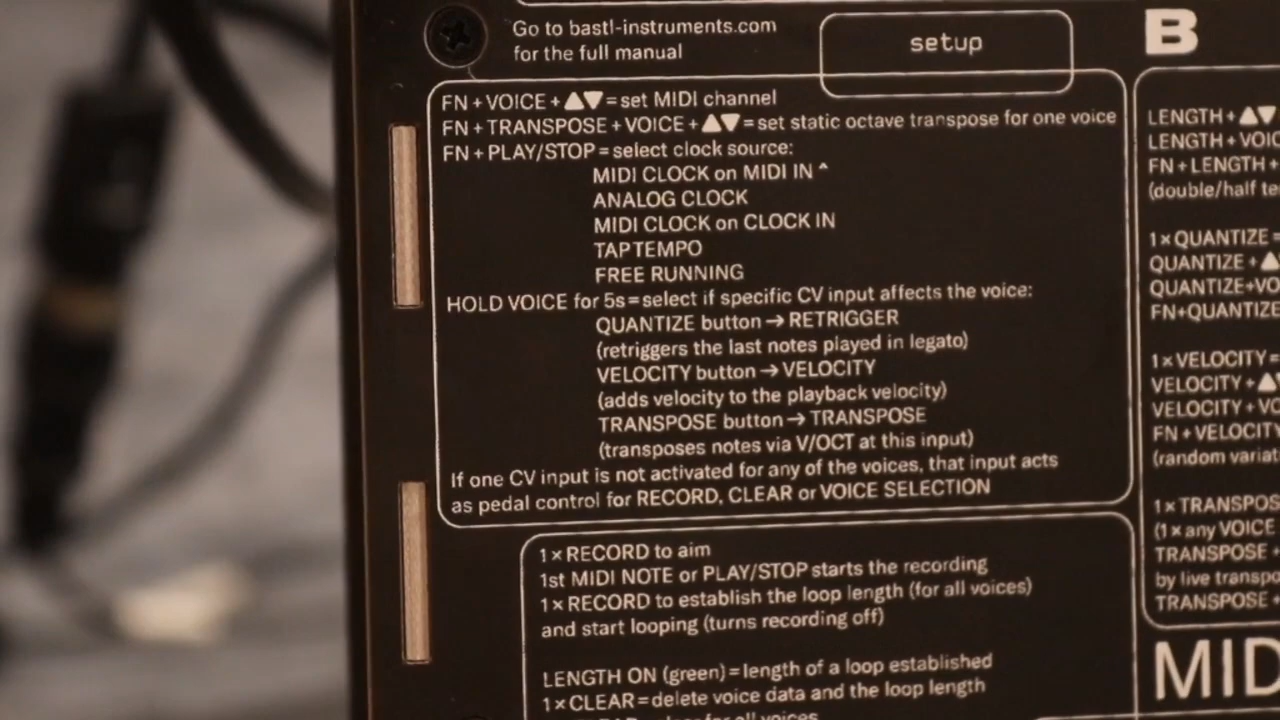 Go to bastl-instruments.com
for the full manual
setup
FN + VOICE + ▲▼ = set MIDI channel
FN + TRANSPOSE + VOICE + ▲▼ = set static octave transpose for one voice
FN + PLAY/STOP = select clock source:
MIDI CLOCK on MIDI IN ^
ANALOG CLOCK
MIDI CLOCK on CLOCK IN
TAP TEMPO
FREE RUNNING
HOLD VOICE for 5s = select if specific CV input affects the voice:
QUANTIZE button → RETRIGGER
(retriggers the last notes played in legato)
VELOCITY button → VELOCITY
(adds velocity to the playback velocity)
TRANSPOSE button → TRANSPOSE
(transposes notes via V/OCT at this input)
If one CV input is not activated for any of the voices, that input acts
as pedal control for RECORD, CLEAR or VOICE SELECTION
1 × RECORD to aim
1st MIDI NOTE or PLAY/STOP starts the recording
1 × RECORD to establish the loop length (for all voices)
and start looping (turns recording off)
LENGTH ON (green) = length of a loop established
1 × CLEAR = delete voice data and the loop length
for all voices
B
LENGTH + ▲▼
LENGTH + VOIC
FN + LENGTH +
(double/half te
1 × QUANTIZE =
QUANTIZE + ▲
QUANTIZE+VO
FN+QUANTIZE
1 × VELOCITY =
VELOCITY + ▲▼
VELOCITY + VO
FN + VELOCITY
(random variat
1 × TRANSPOS
(1 × any VOICE
TRANSPOSE +
by live transpo
TRANSPOSE +
MID